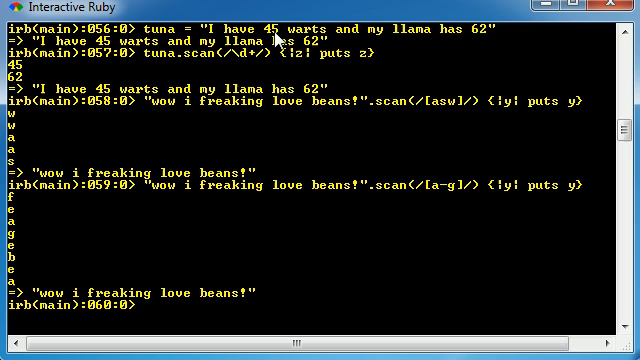 Interactive Ruby
irb(main):056:0> tuna = "I have 45 warts and my llama has 62"
=> "I have 45 warts and my llama has 62"
irb(main):057:0> tuna.scan(/\d+/) {|z| puts z}
45
62
=> "I have 45 warts and my llama has 62"
irb(main):058:0> "wow i freaking love beans!".scan(/[asw]/) {|y| puts y}
w
w
a
a
s
=> "wow i freaking love beans!"
irb(main):059:0> "wow i freaking love beans!".scan(/[a-g]/) {|y| puts y}
f
e
a
g
e
b
e
a
=> "wow i freaking love beans!"
irb(main):060:0>